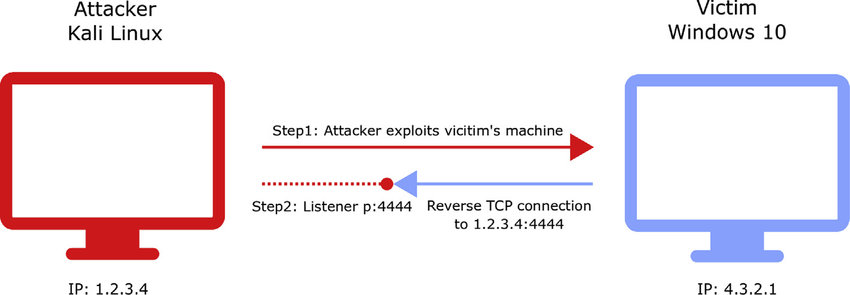 Attacker
Kali Linux
Victim
Windows 10
Step1: Attacker exploits vicitim's machine
Step2: Listener p:4444
Reverse TCP connection
to 1.2.3.4:4444
IP: 1.2.3.4
IP: 4.3.2.1